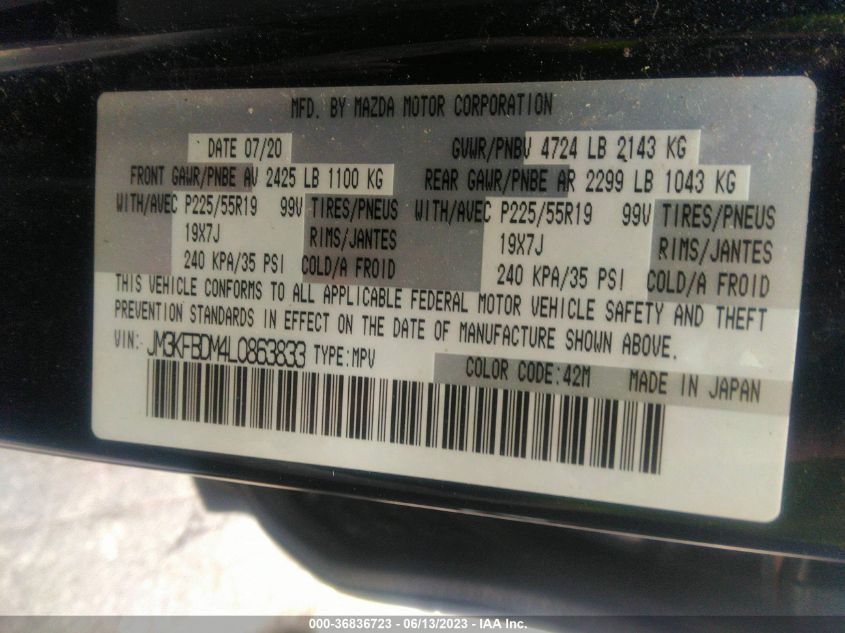 MFD. BY MAZDA MOTOR CORPORATION
DATE 07/20 GVWR/PNBV 4724 LB 2143 KG
FRONT GAWR/PNBE AV 2425 LB 1100 KG REAR GAWR/PNBE AR 2299 LB 1043 KG
WITH/AVEC P225/55R19 99V TIRES/PNEUS WITH/AVEC P225/55R19 99V TIRES/PNEUS
19X7J RIMS/JANTES 19X7J RIMS/JANTES
240 KPA/35 PSI COLD/A FROID 240 KPA/35 PSI COLD/A FROID
THIS VEHICLE CONFORMS TO ALL APPLICABLE FEDERAL MOTOR VEHICLE SAFETY AND THEFT
PREVENTION STANDARDS IN EFFECT ON THE DATE OF MANUFACTURE SHOWN ABOVE.
VIN: JM3KFBDM4L0863833 TYPE:MPV
COLOR CODE:42M MADE IN JAPAN
000-36836723 - 06/13/2023 - IAA Inc.